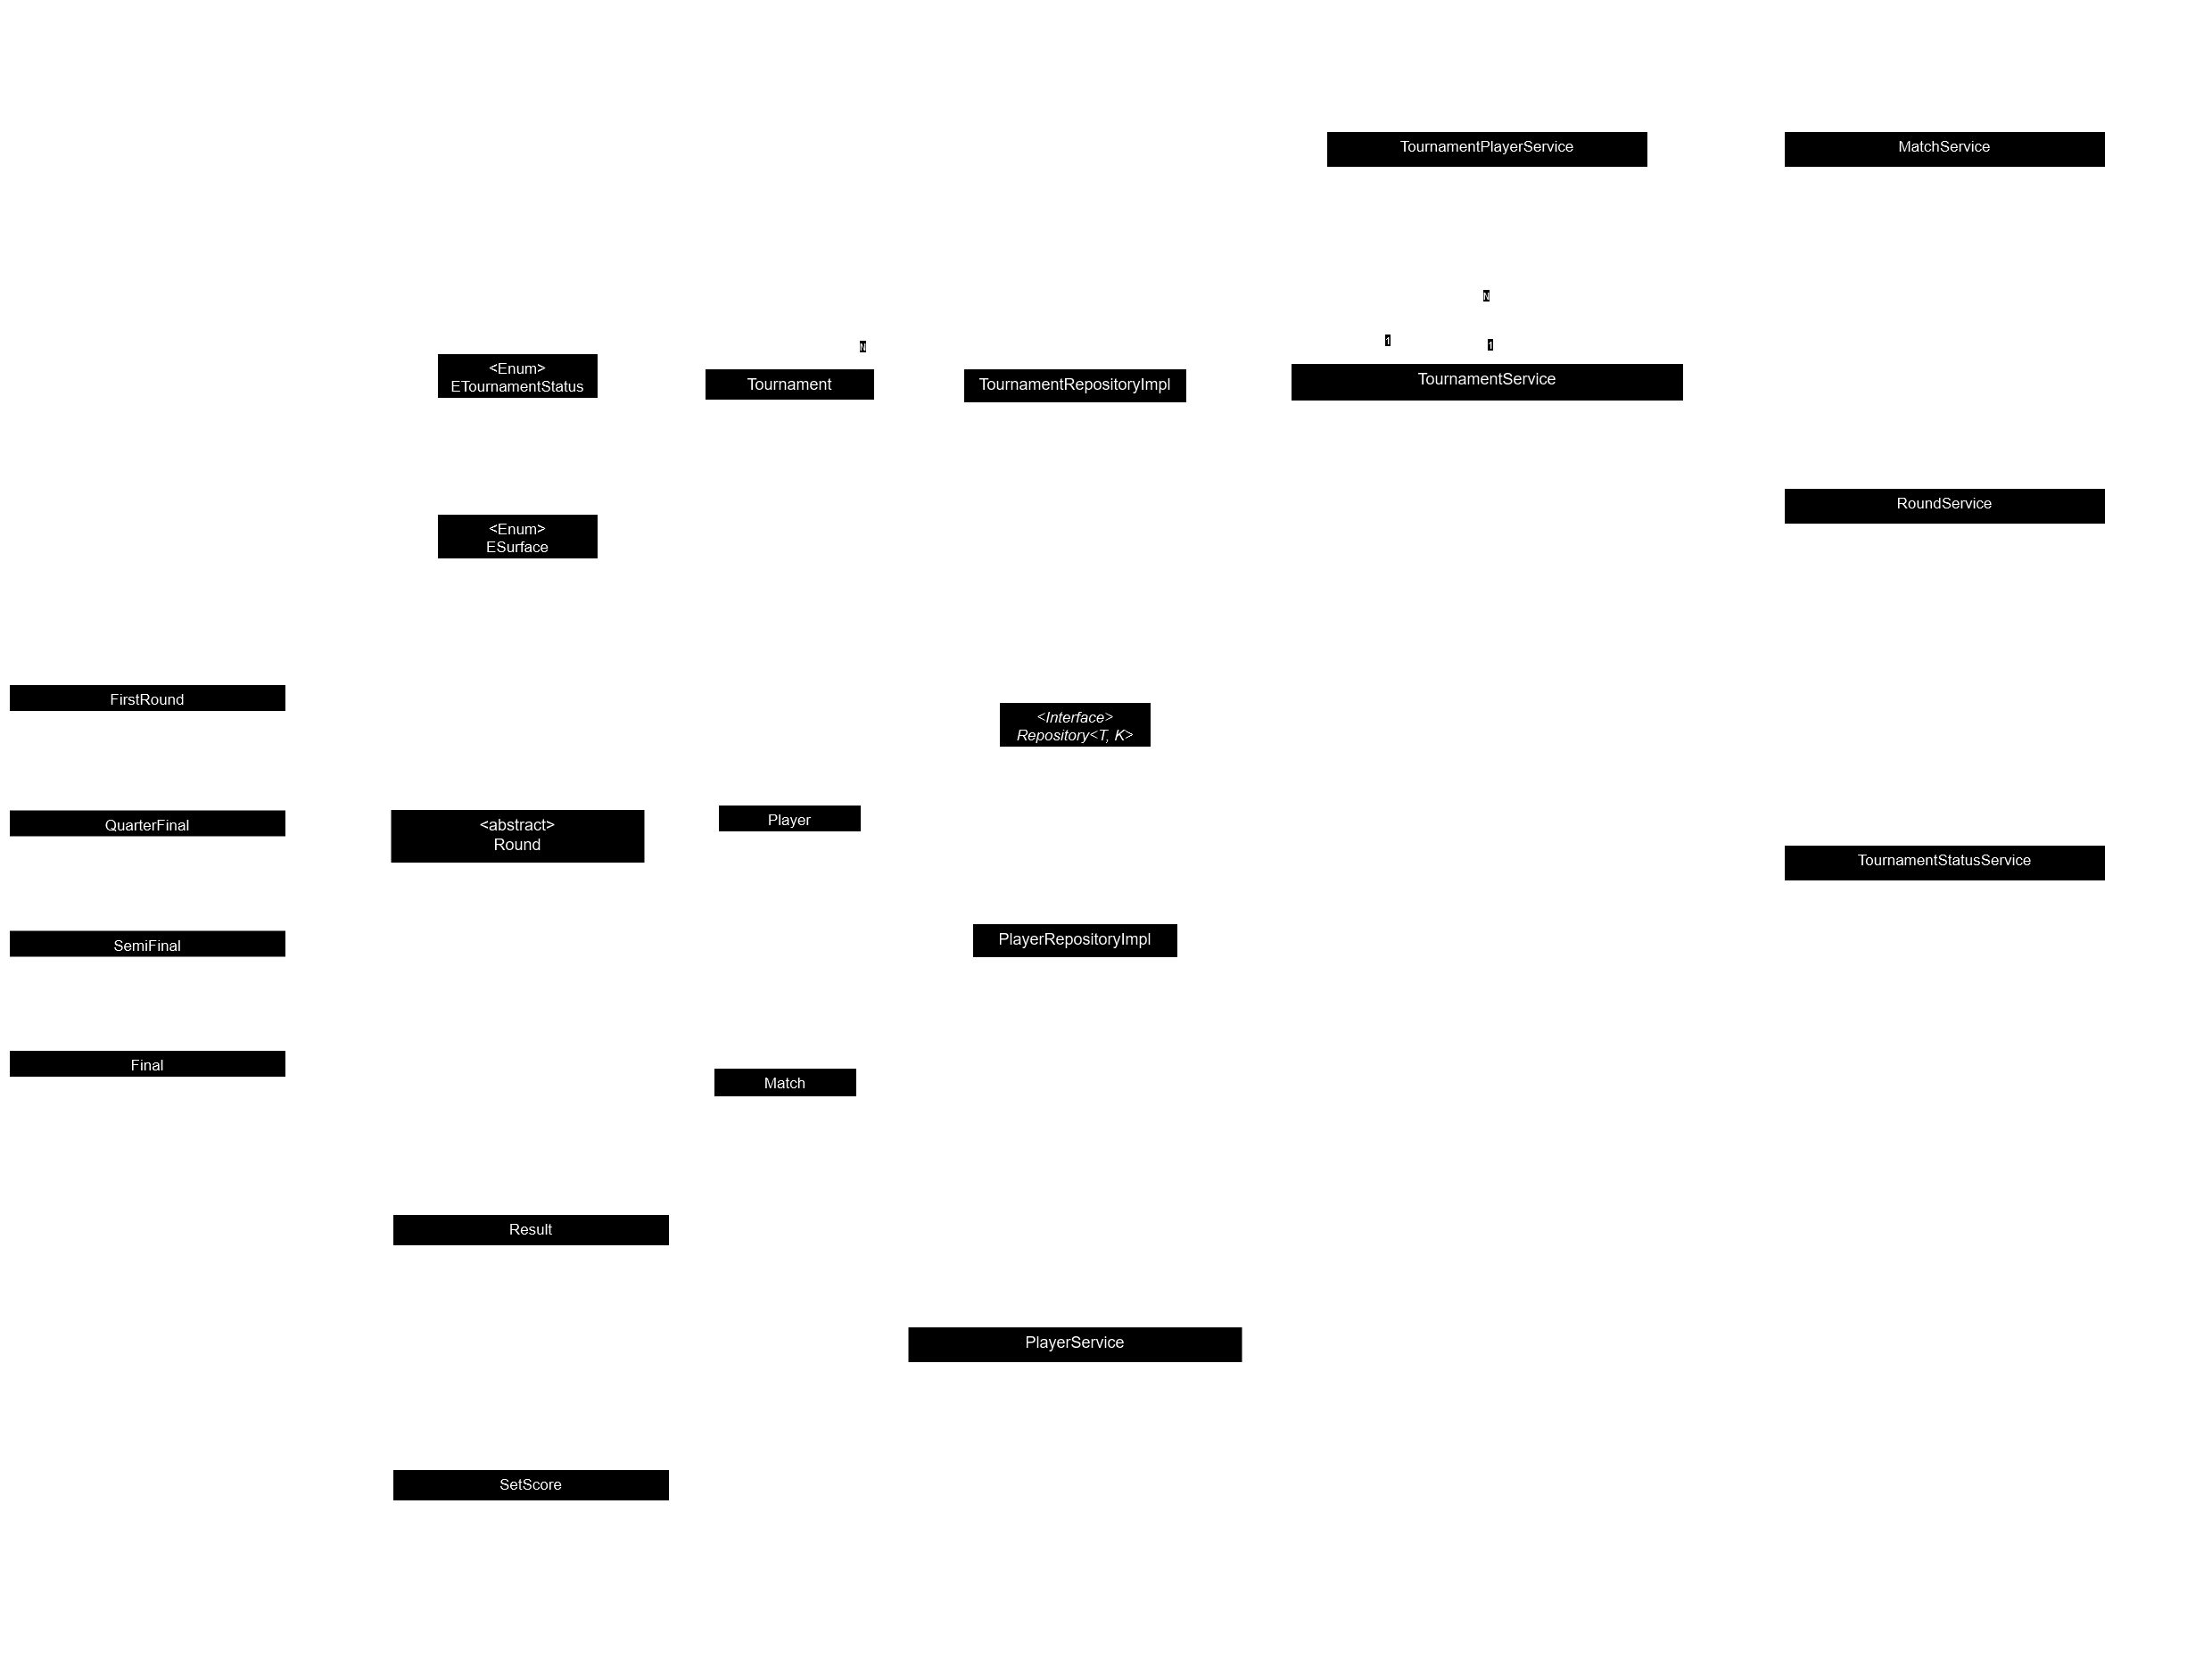 TournamentPlayerService
MatchService
N
1
1
N
<Enum>
ETournamentStatus
Tournament
TournamentRepositoryImpl
TournamentService
RoundService
<Enum>
ESurface
FirstRound
<Interface>
Repository<T, K>
QuarterFinal
<abstract>
Round
Player
TournamentStatusService
SemiFinal
PlayerRepositoryImpl
Final
Match
Result
PlayerService
SetScore